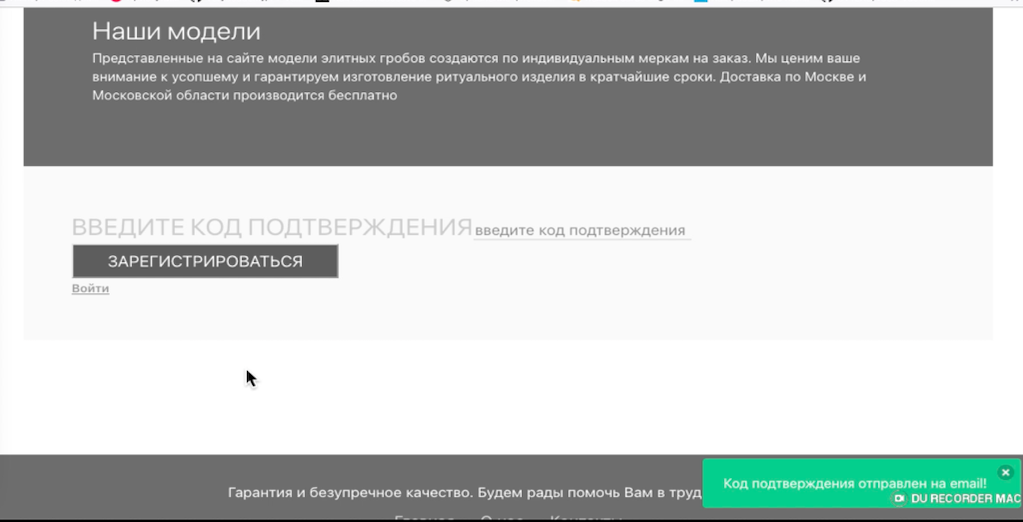 Наши модели
Представленные на сайте модели элитных гробов создаются по индивидуальным меркам на заказ. Мы ценим ваше
внимание к усопшему и гарантируем изготовление ритуального изделия в кратчайшие сроки. Доставка по Москве и
Московской области производится бесплатно
ВВЕДИТЕ КОД ПОДТВЕРЖДЕНИЯ введите код подтверждения
ЗАРЕГИСТРИРОВАТЬСЯ
Войти
Код подтверждения отправлен на email!
Гарантия и безупречное качество. Будем рады помочь Вам в труд
DU RECORDER MAC